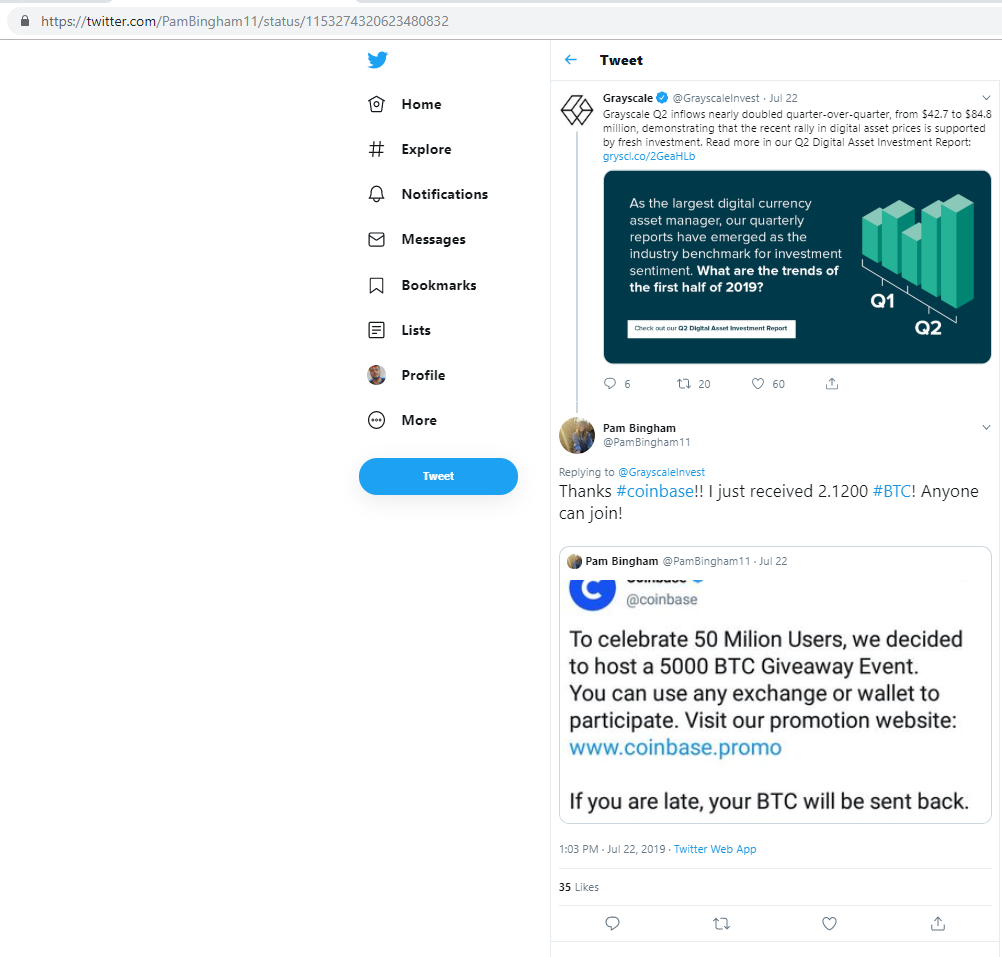 https://twitter.com/PamBingham11/status/1153274320623480832
Tweet
Home
Explore
Notifications
Messages
Bookmarks
Lists
Profile
More
Tweet
Grayscale @GrayscaleInvest · Jul 22
Grayscale Q2 inflows nearly doubled quarter-over-quarter, from $42.7 to $84.8
million, demonstrating that the recent rally in digital asset prices is supported
by fresh investment. Read more in our Q2 Digital Asset Investment Report:
gryscl.co/2GeaHLb
As the largest digital currency
asset manager, our quarterly
reports have emerged as the
industry benchmark for investment
sentiment. What are the trends of
the first half of 2019?
Check out our Q2 Digital Asset Investment Report
Q1
Q2
6 20 60
Pam Bingham
@PamBingham11
Replying to @GrayscaleInvest
Thanks #coinbase!! I just received 2.1200 #BTC! Anyone
can join!
Pam Bingham @PamBingham11 · Jul 22
Coinbase
@coinbase
To celebrate 50 Milion Users, we decided
to host a 5000 BTC Giveaway Event.
You can use any exchange or wallet to
participate. Visit our promotion website:
www.coinbase.promo
If you are late, your BTC will be sent back.
1:03 PM · Jul 22, 2019 · Twitter Web App
35 Likes